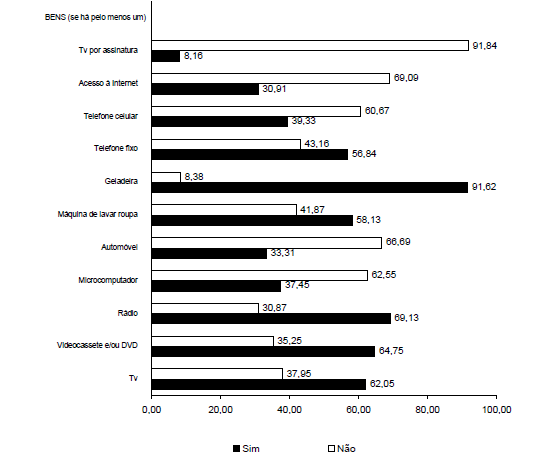 BENS (se há pelo menos um)
Tv por assinatura
91,84
8,16
Acesso à Internet
69,09
30,91
Telefone celular
60,67
39,33
Telefone fixo
43,16
56,84
Geladeira
8,38
91,62
Máquina de lavar roupa
41,87
58,13
Automóvel
66,69
33,31
Microcomputador
62,55
37,45
Rádio
30,87
69,13
Videocassete e/ou DVD
35,25
64,75
Tv
37,95
62,05
0,00 20,00 40,00 60,00 80,00 100,00
Sim Não